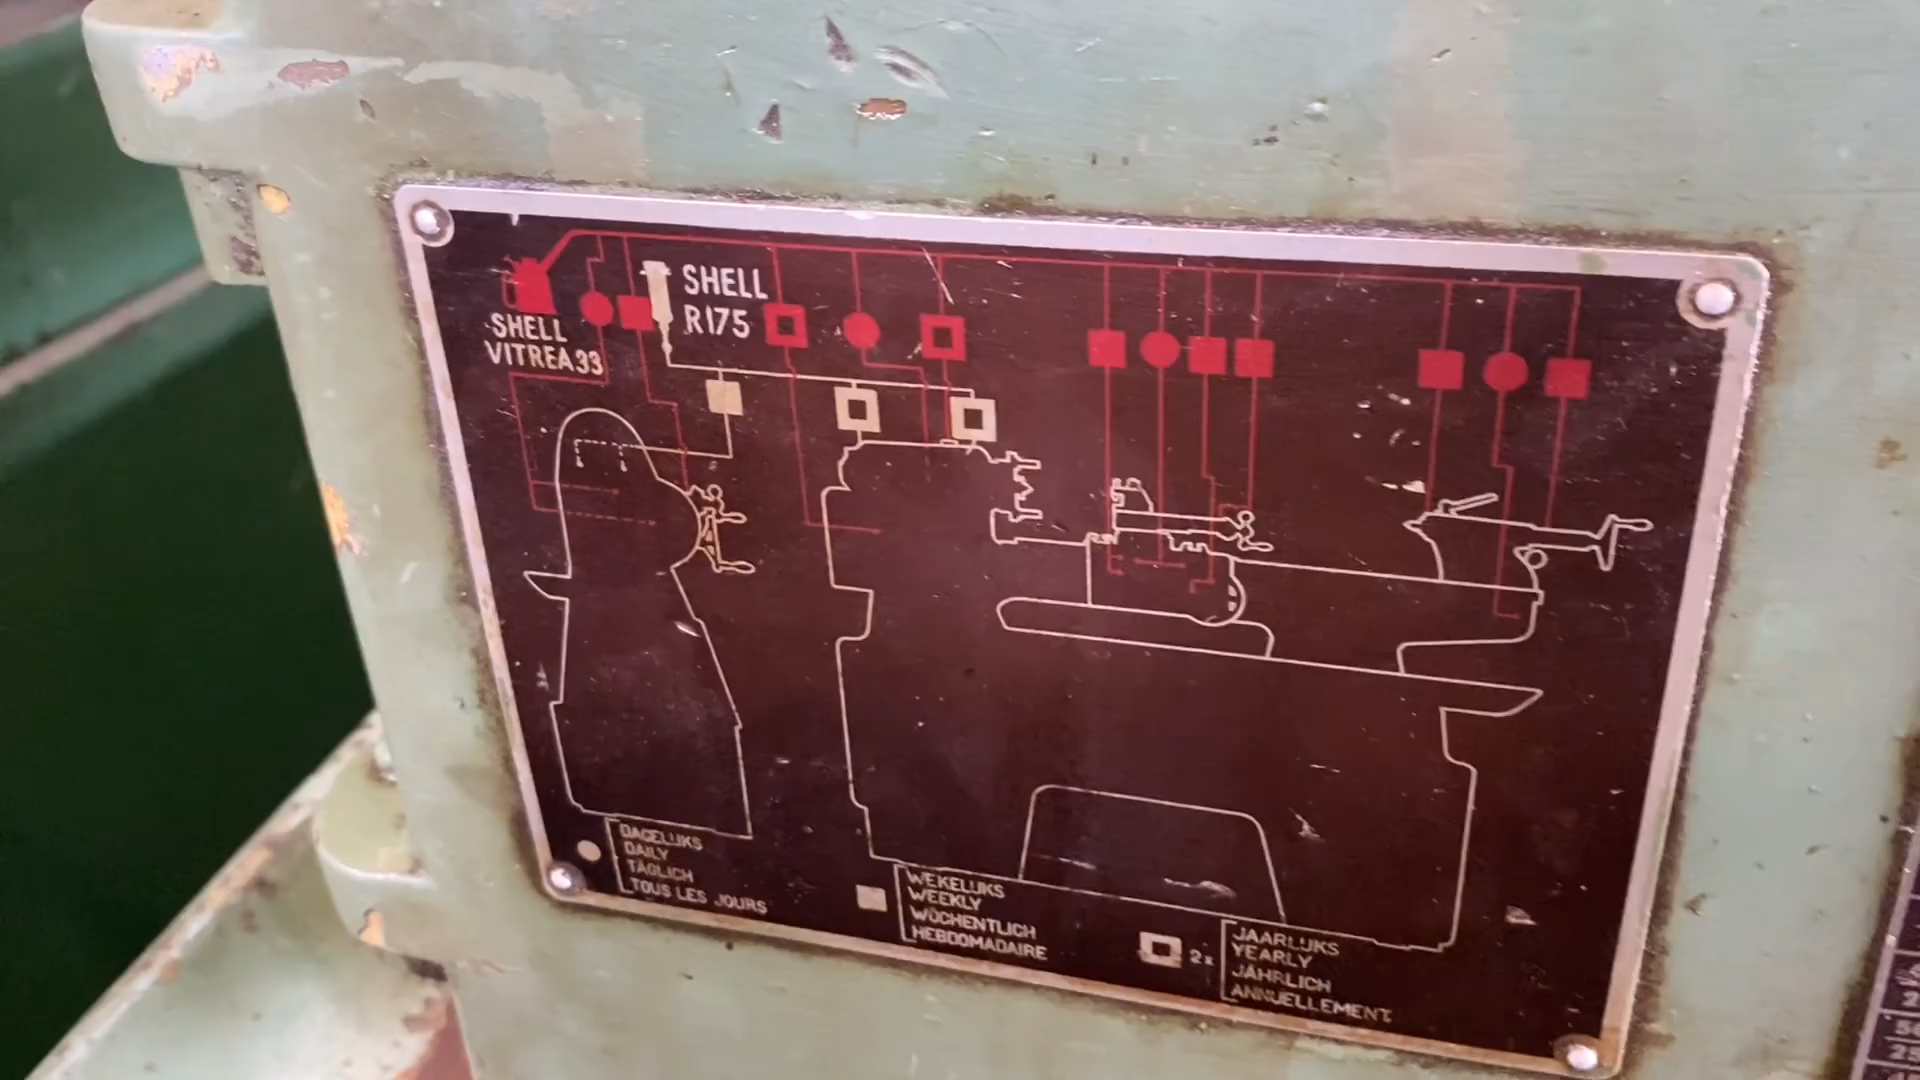 SHELL
VITREA 33
SHELL
R175
DAGELIJKS
DAILY
TÄGLICH
TOUS LES JOURS
WEKELIJKS
WEEKLY
WÖCHENTLICH
HEBDOMADAIRE
2x
JAARLIJKS
YEARLY
JÄHRLICH
ANNUELLEMENT